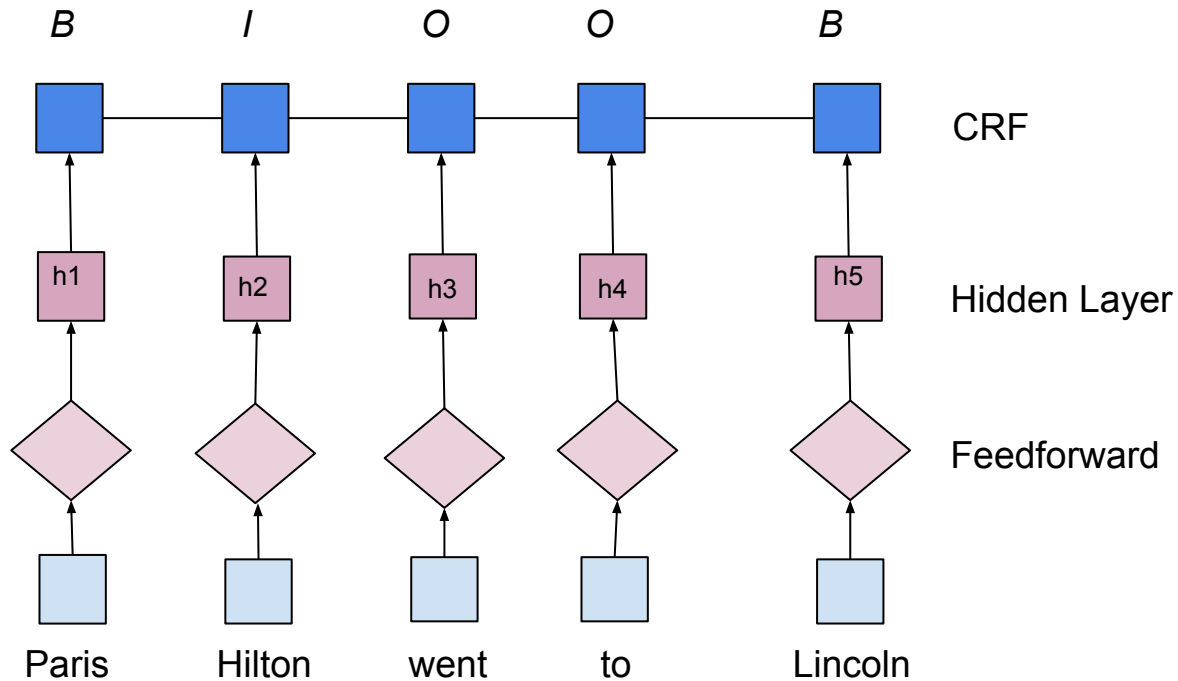 B I O O B
CRF
h1 h2 h3 h4 h5
Hidden Layer
Feedforward
Paris Hilton went to Lincoln